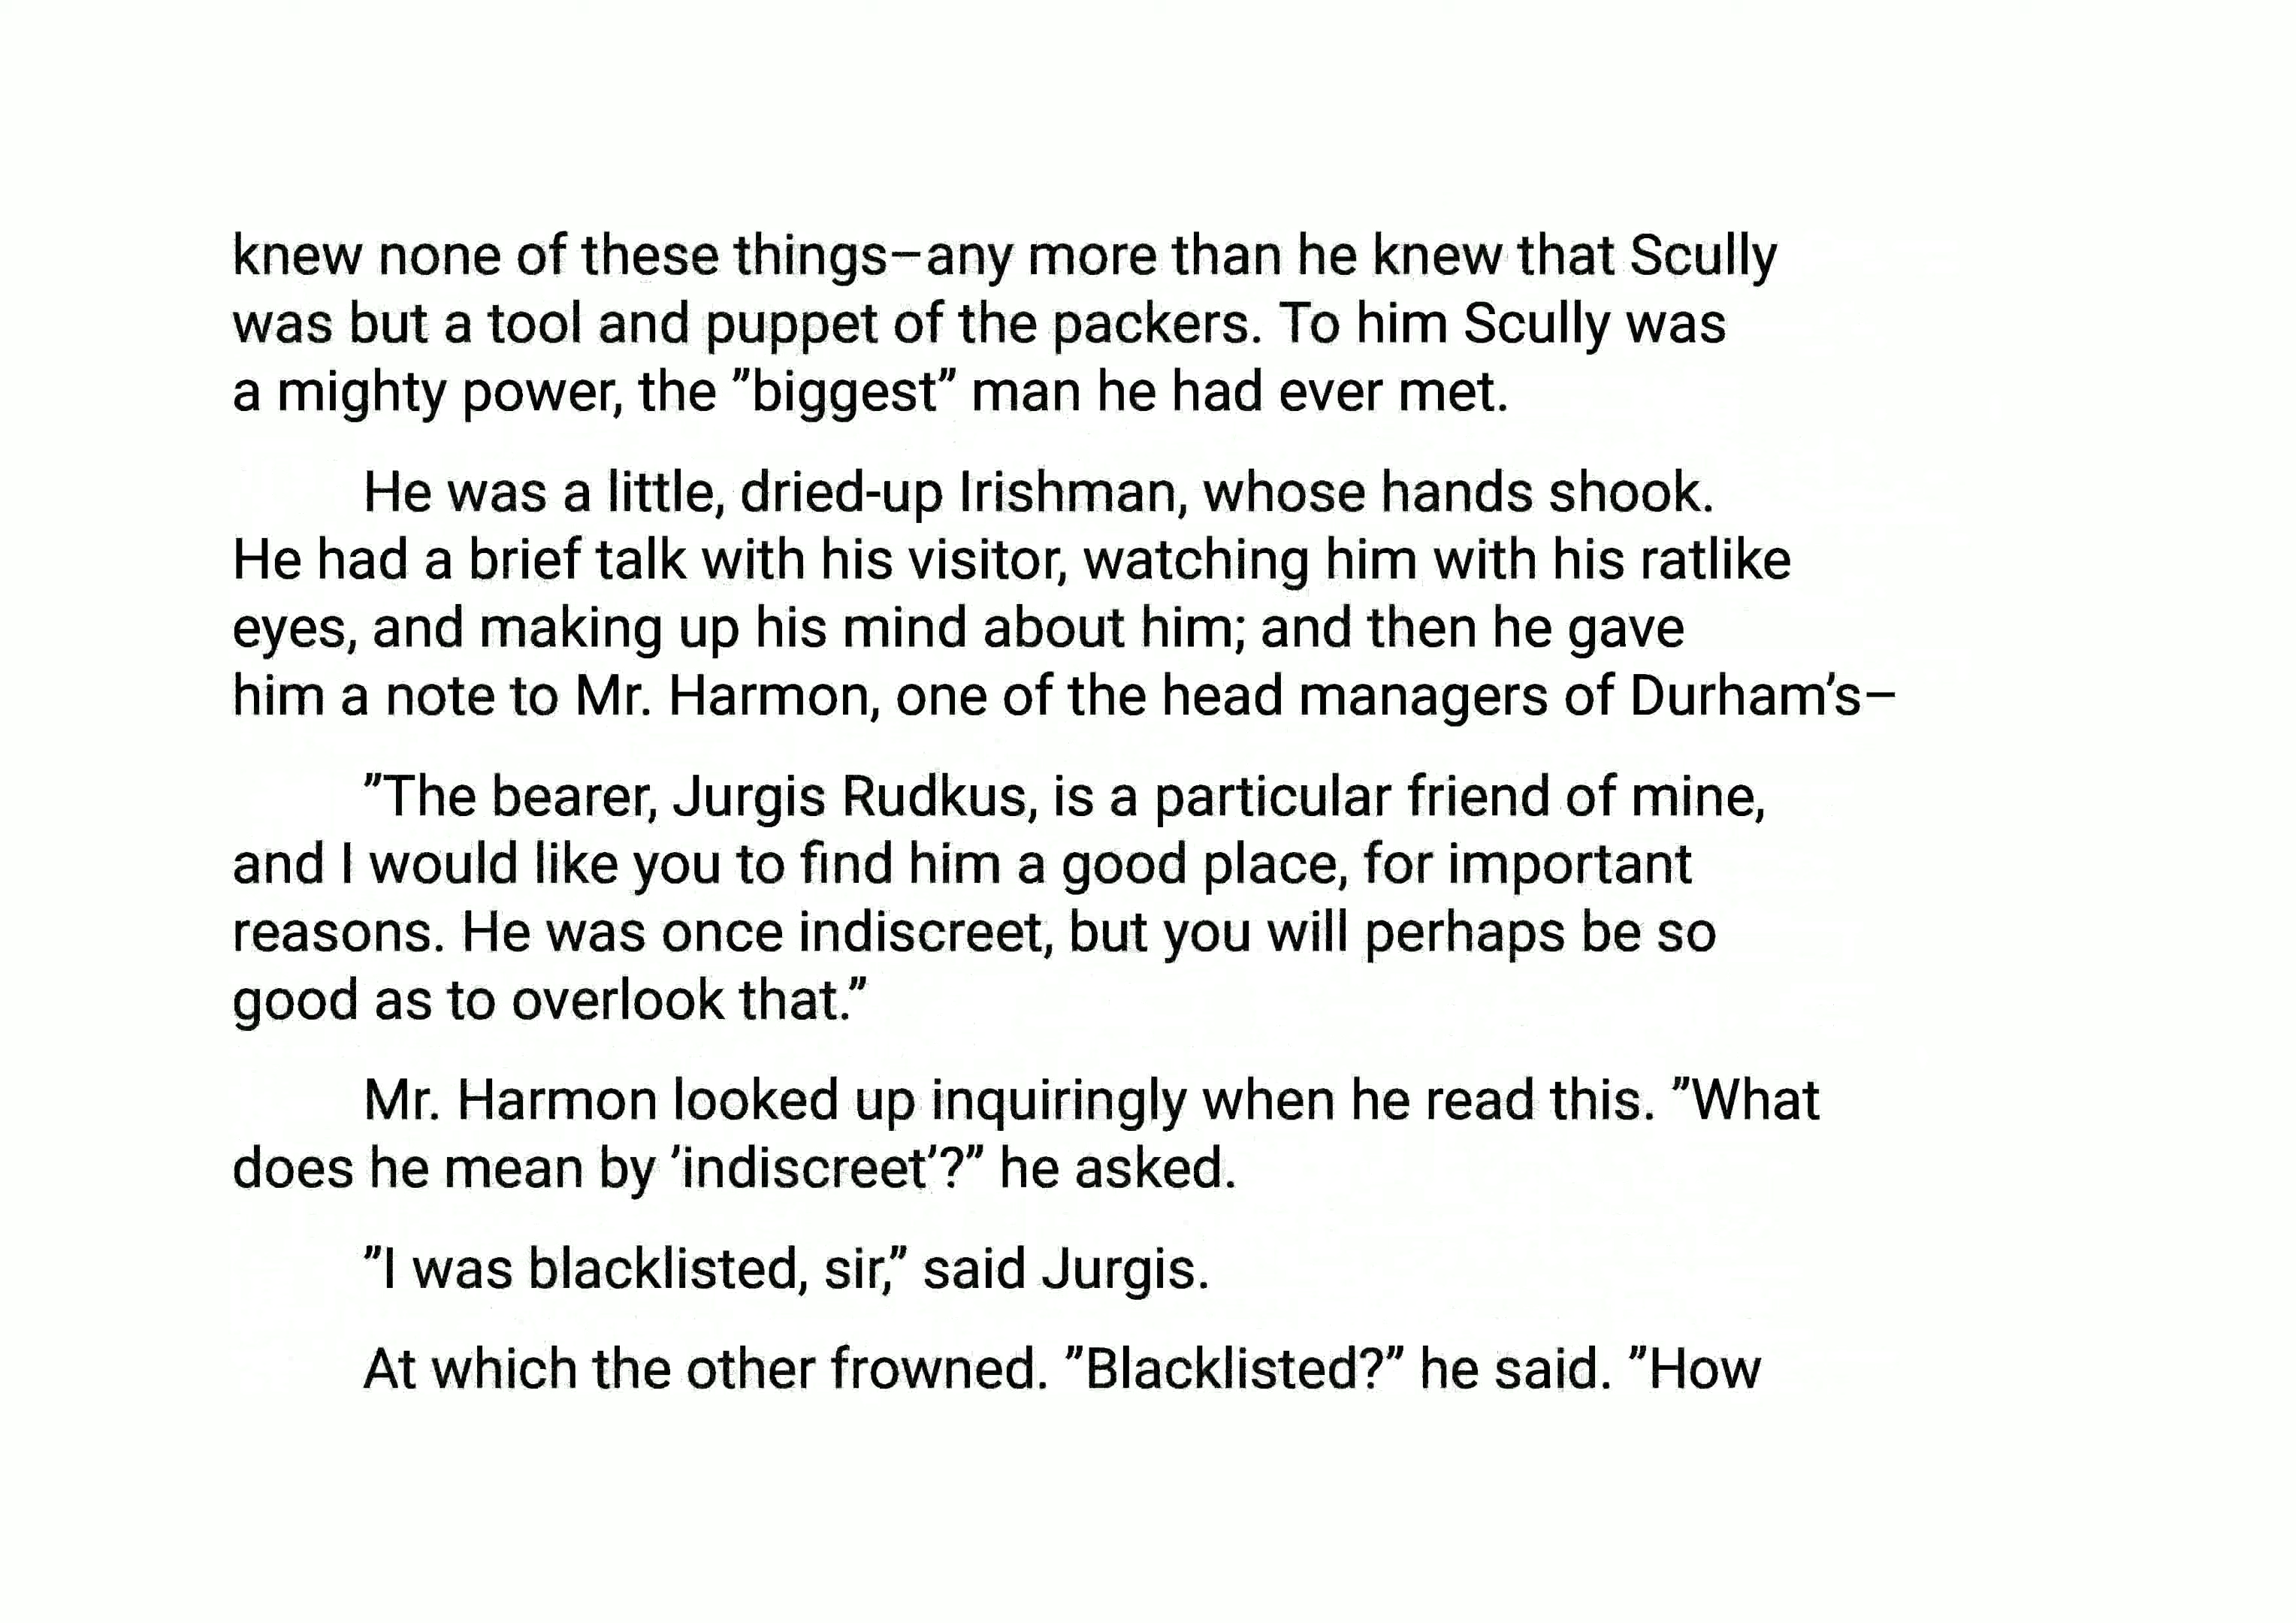 knew none of these things–any more than he knew that Scully
was but a tool and puppet of the packers. To him Scully was
a mighty power, the ”biggest” man he had ever met.
He was a little, dried-up Irishman, whose hands shook.
He had a brief talk with his visitor, watching him with his ratlike
eyes, and making up his mind about him; and then he gave
him a note to Mr. Harmon, one of the head managers of Durham’s–
”The bearer, Jurgis Rudkus, is a particular friend of mine,
and I would like you to find him a good place, for important
reasons. He was once indiscreet, but you will perhaps be so
good as to overlook that.”
Mr. Harmon looked up inquiringly when he read this. ”What
does he mean by ’indiscreet’?” he asked.
”I was blacklisted, sir,” said Jurgis.
At which the other frowned. ”Blacklisted?” he said. ”How